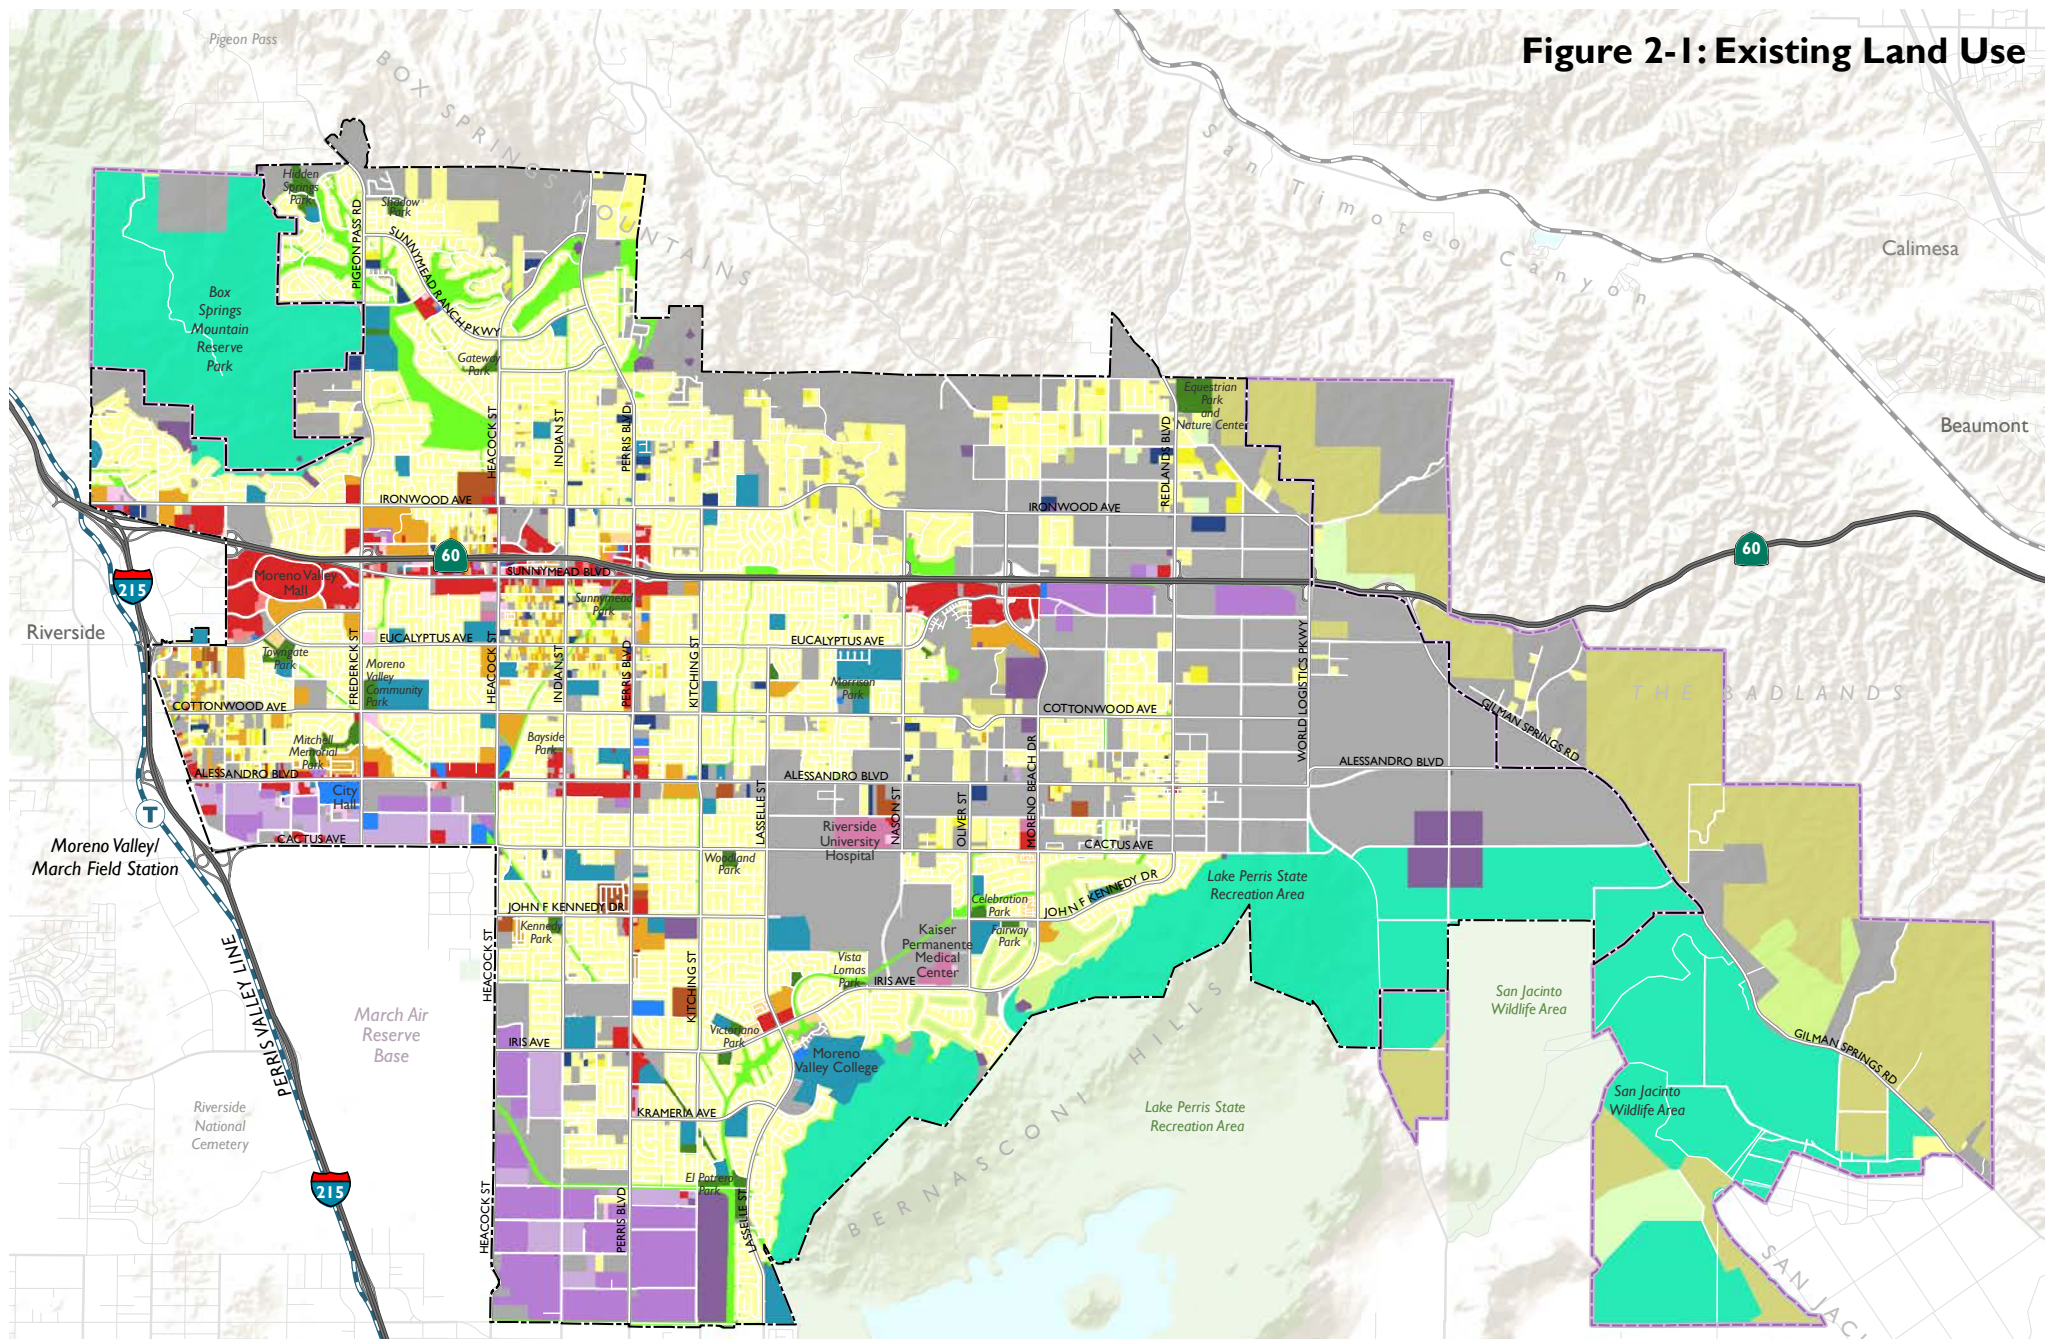 Figure 2-1: Existing Land Use
Pigeon Pass
BOX SPRINGS MOUNTAINS
San Timoteo Canyon
Calimesa
Beaumont
Hidden
Springs
Park
Shadow
Park
PIGEON PASS RD
SUNNYMEAD RANCH PKWY
Box
Springs
Mountain
Reserve
Park
Gateway
Park
HEACOCK ST
INDIAN ST
PERRIS BLVD
Equestrian
Park
and
Nature Center
REDLANDS BLVD
IRONWOOD AVE
IRONWOOD AVE
60
60
215
SUNNYMEAD BLVD
Moreno Valley
Mall
Sunnymead
Park
Riverside
EUCALYPTUS AVE
EUCALYPTUS AVE
Towngate
Park
FREDERICK ST
Moreno
Valley
Community
Park
HEACOCK ST
INDIAN ST
PERRIS BLVD
KITCHING ST
Morrison
Park
WORLD LOGISTICS PKWY
THE BADLANDS
GILMAN SPRINGS RD
COTTONWOOD AVE
COTTONWOOD AVE
Mitchell
Memorial
Park
Bayside
Park
MORENO BEACH DR
ALESSANDRO BLVD
ALESSANDRO BLVD
ALESSANDRO BLVD
City
Hall
LASSELLE ST
NASON ST
OLIVER ST
T
Riverside
University
Hospital
CACTUS AVE
CACTUS AVE
Moreno Valley/
March Field Station
Woodland
Park
Lake Perris State
Recreation Area
JOHN F KENNEDY DR
JOHN F KENNEDY DR
Celebration
Park
Kennedy
Park
Fairway
Park
Kaiser
Permanente
Medical
Center
Vista
Lomas
Park
IRIS AVE
HEACOCK ST
KITCHING ST
PERRIS VALLEY LINE
March Air
Reserve
Base
San Jacinto
Wildlife Area
Victoriano
Park
IRIS AVE
Moreno
Valley College
GILMAN SPRINGS RD
San Jacinto
Wildlife Area
KRAMERIA AVE
Riverside
National
Cemetery
Lake Perris State
Recreation Area
BERNASCONI HILLS
215
El Potrero
Park
HEACOCK ST
PERRIS BLVD
LASSELLE ST
SAN JAC